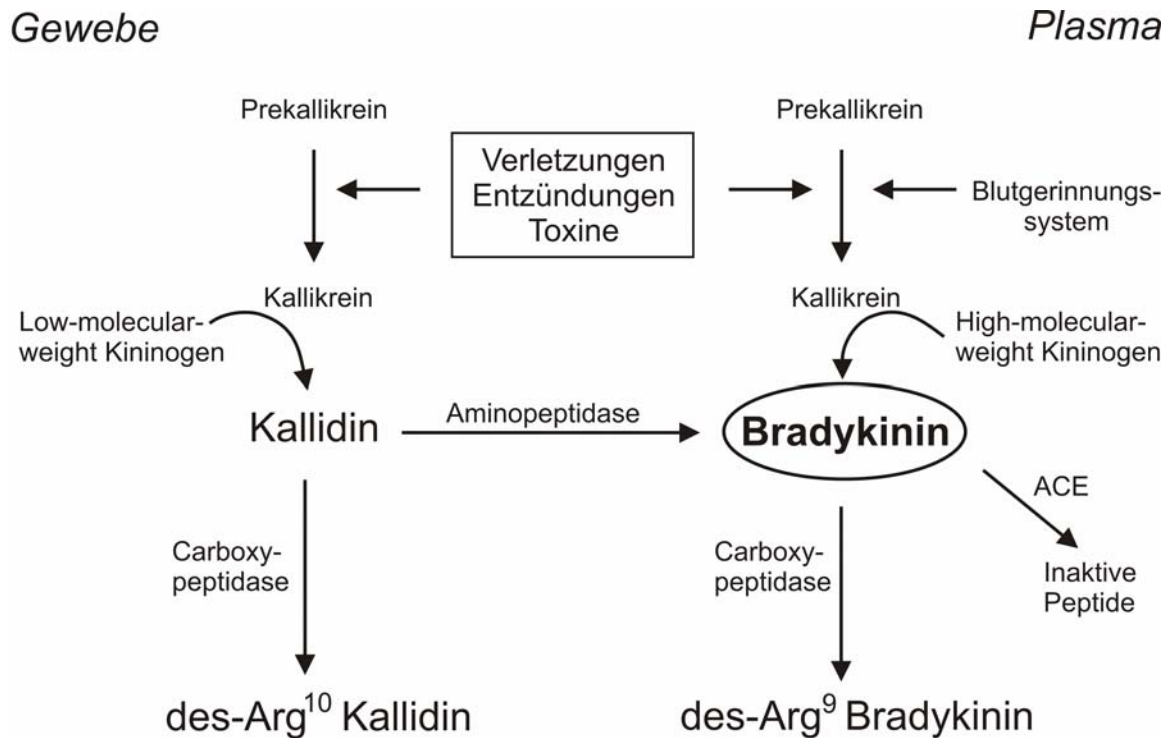 Gewebe
Plasma
Prekallikrein
Prekallikrein
Verletzungen
Entzündungen
Toxine
Blutgerinnungs-
system
Kallikrein
Kallikrein
Low-molecular-
weight Kininogen
High-molecular-
weight Kininogen
Kallidin
Aminopeptidase
Bradykinin
ACE
Carboxy-
peptidase
Carboxy-
peptidase
Inaktive
Peptide
des-Arg¹⁰ Kallidin
des-Arg⁹ Bradykinin